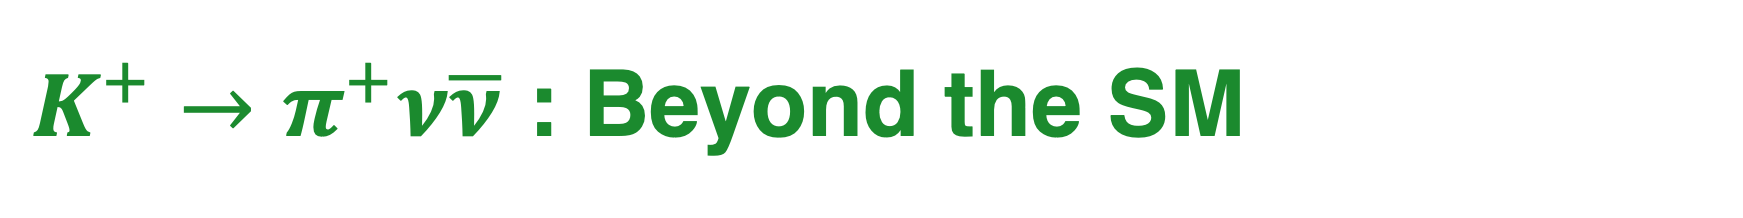 K⁺ → π⁺νν̄ : Beyond the SM